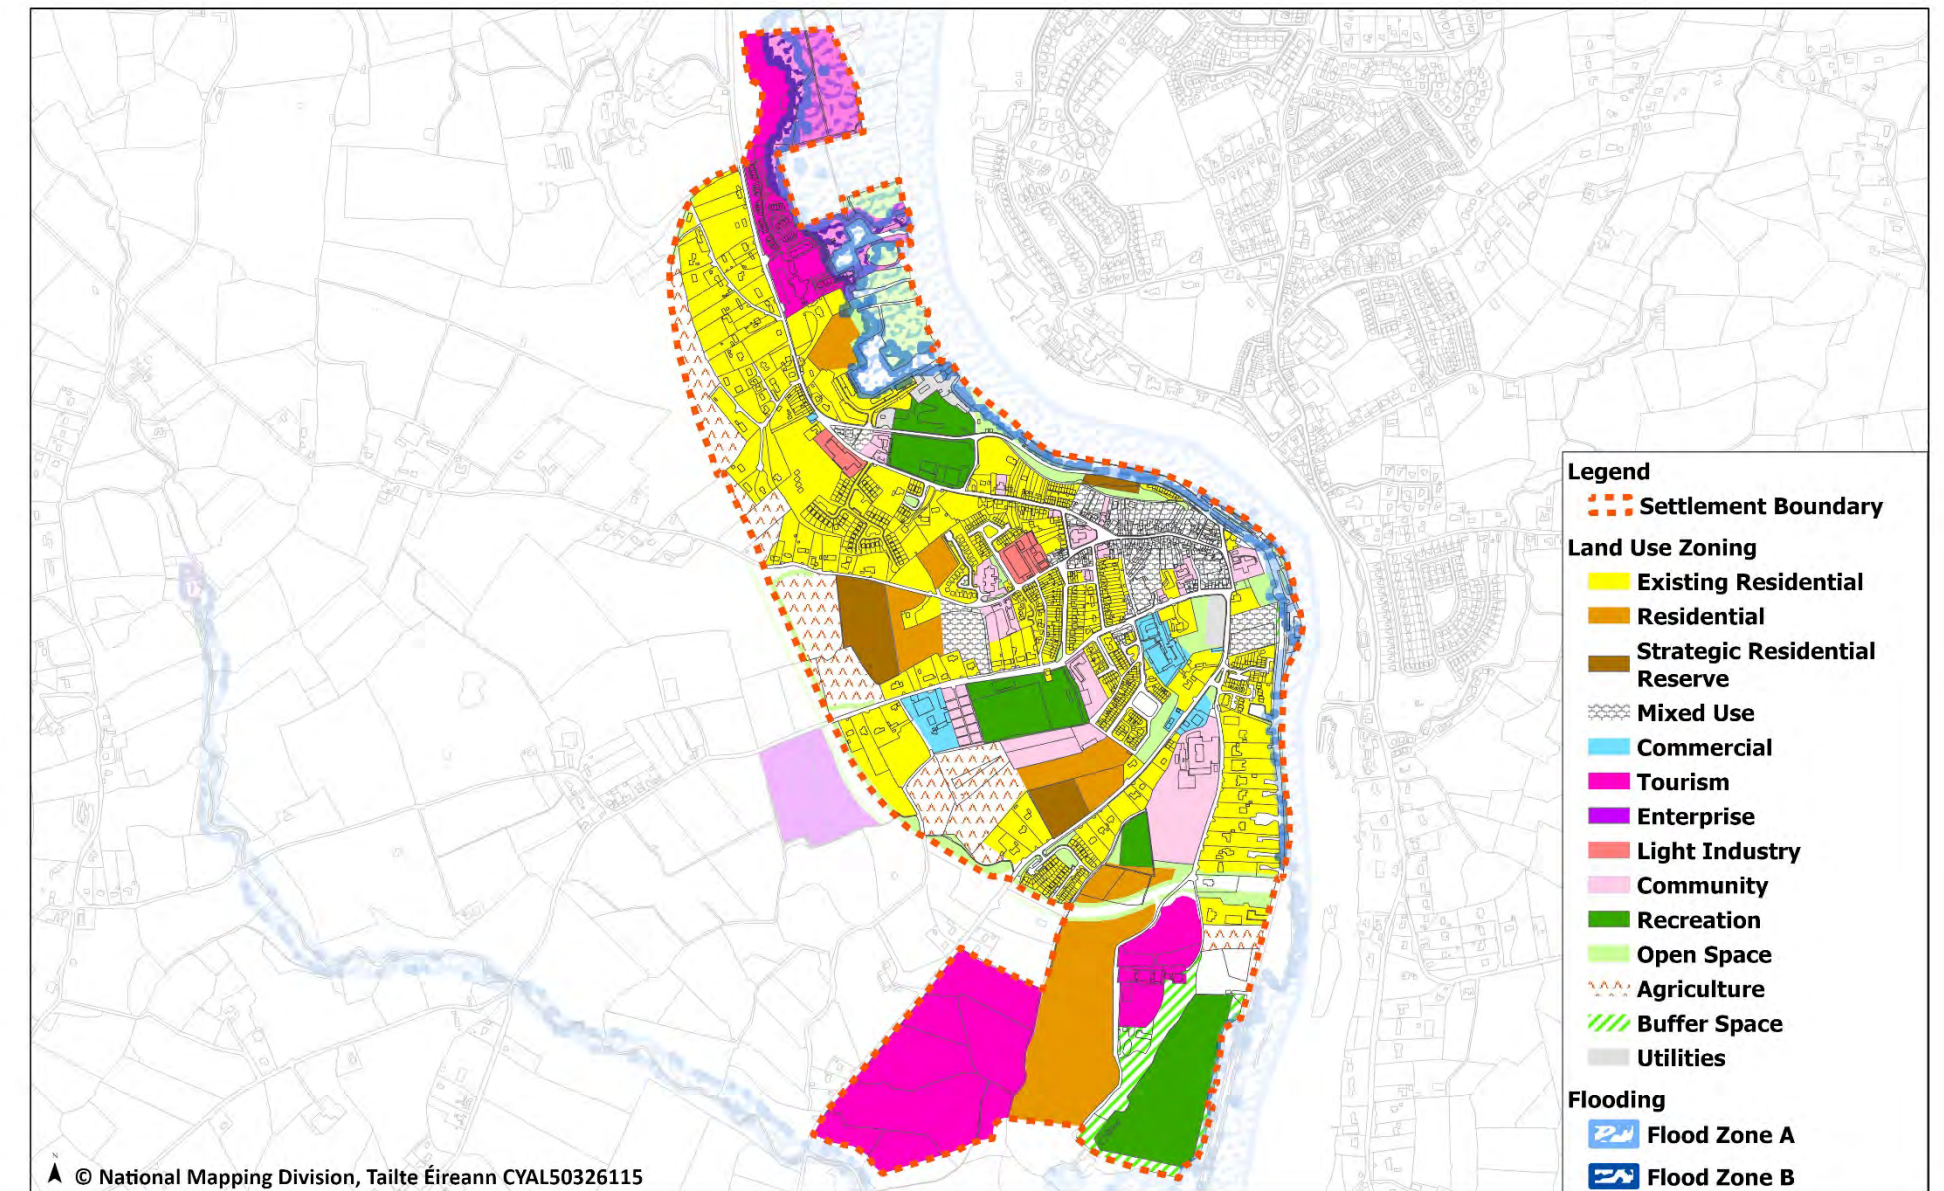 Legend
Settlement Boundary
Land Use Zoning
Existing Residential
Residential
Strategic Residential
Reserve
Mixed Use
Commercial
Tourism
Enterprise
Light Industry
Community
Recreation
Open Space
Agriculture
Buffer Space
Utilities
Flooding
Flood Zone A
Flood Zone B
N
© National Mapping Division, Tailte Éireann CYAL50326115